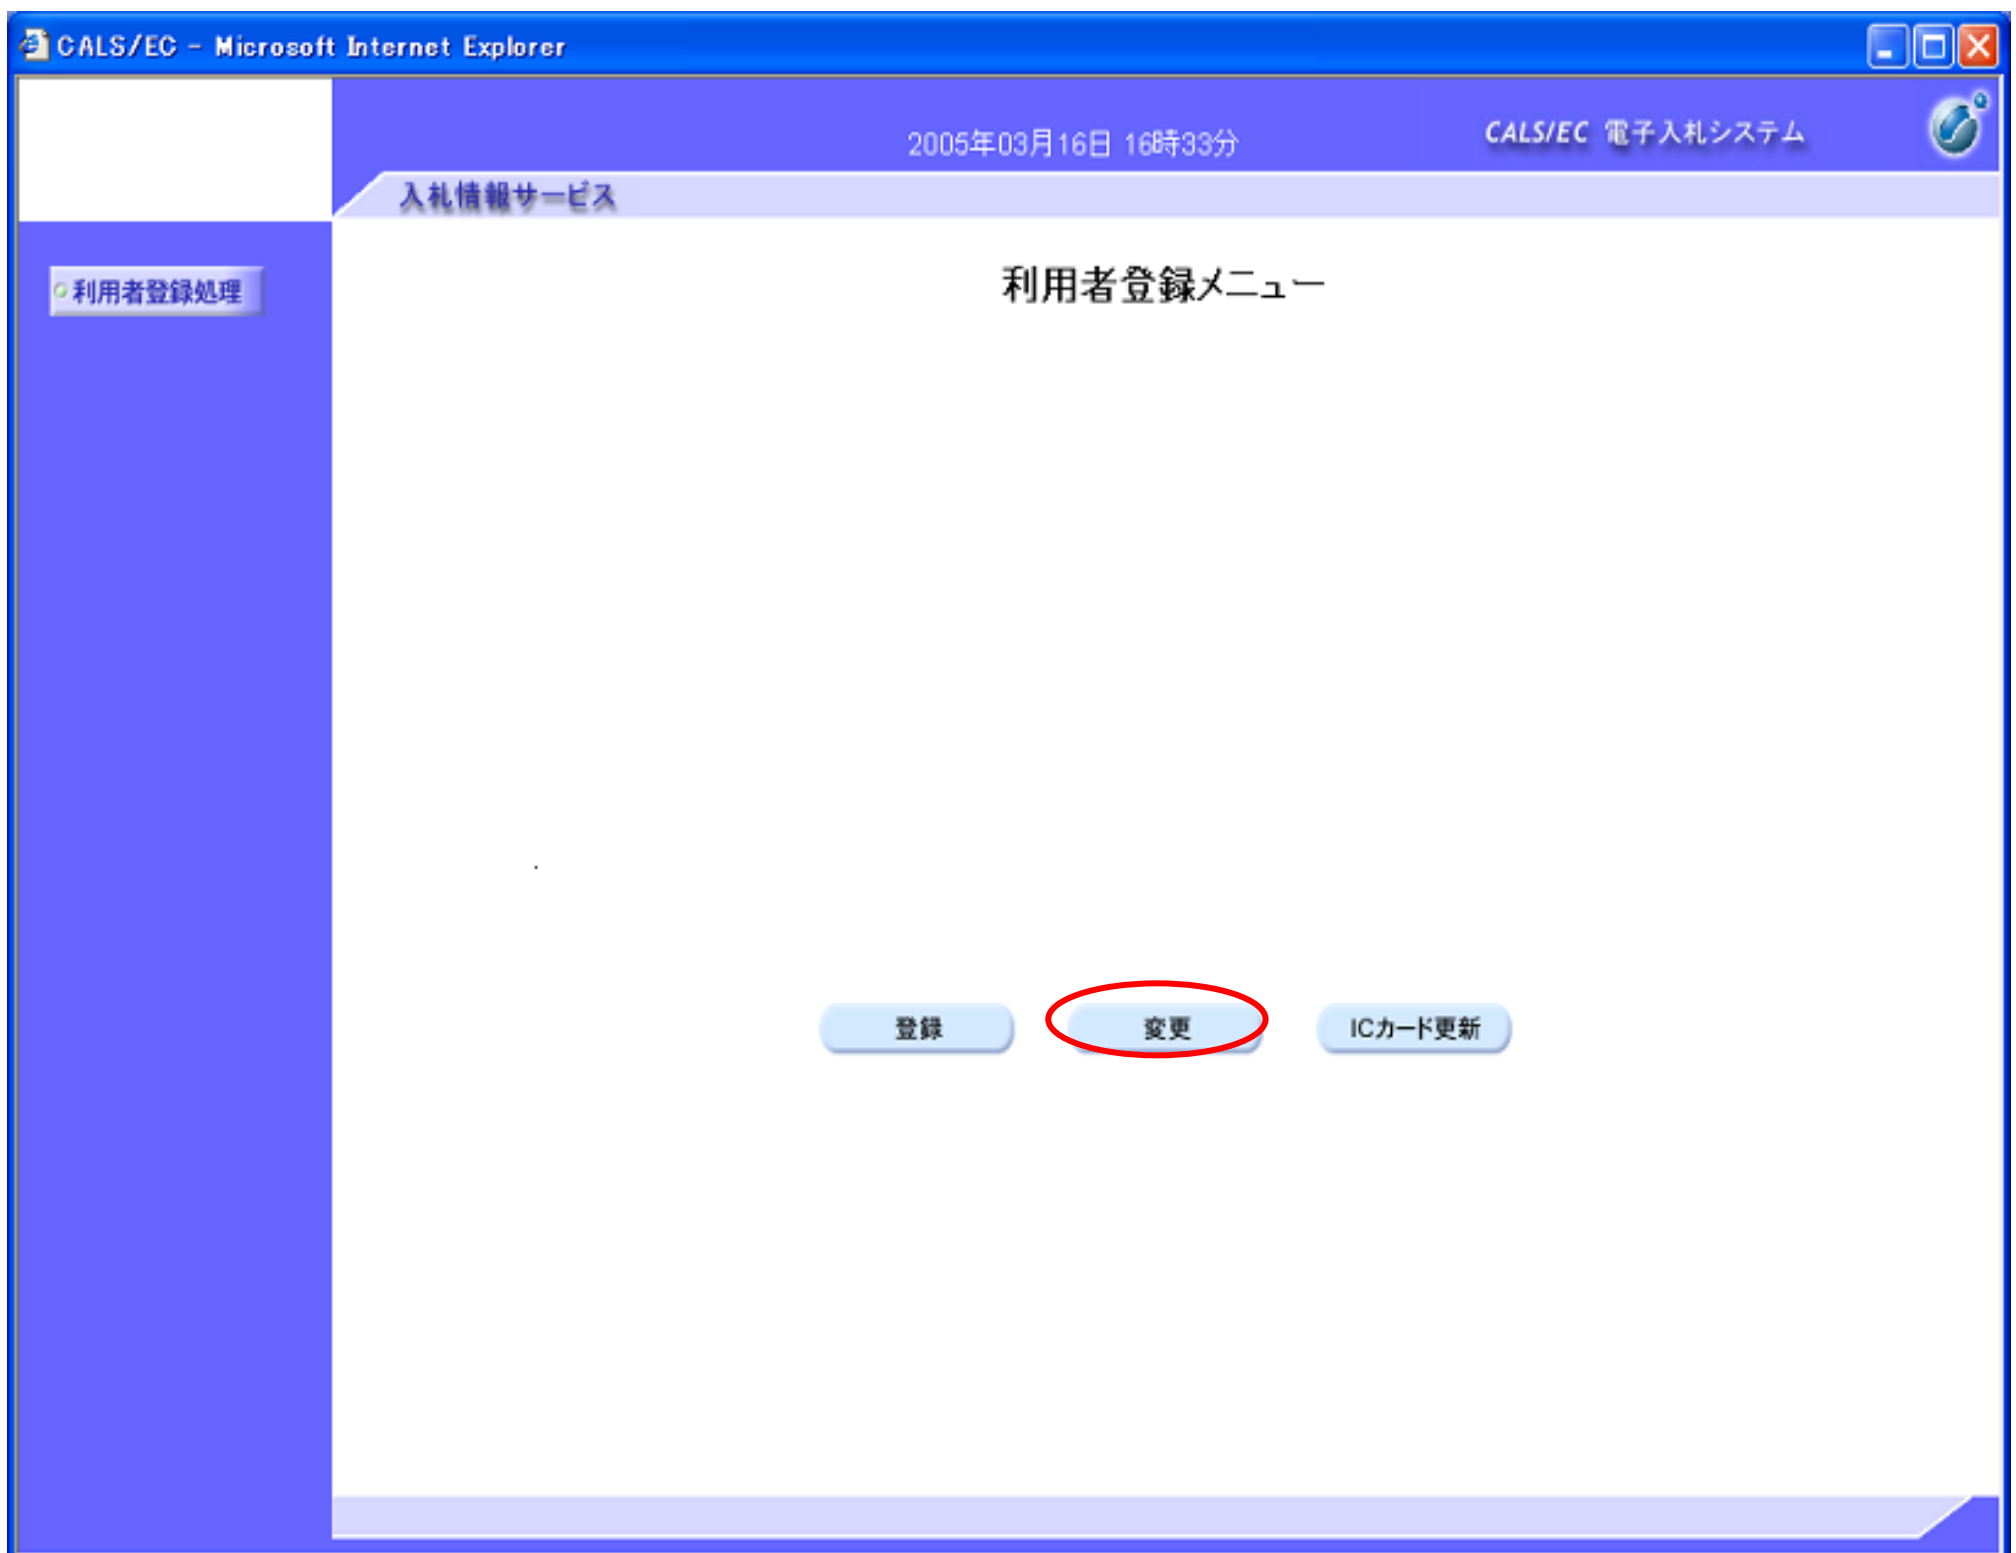 CALS/EC - Microsoft Internet Explorer
2005年03月16日 16時33分
CALS/EC 電子入札システム
入札情報サービス
利用者登録処理
利用者登録メニュー
登録
変更
ICカード更新